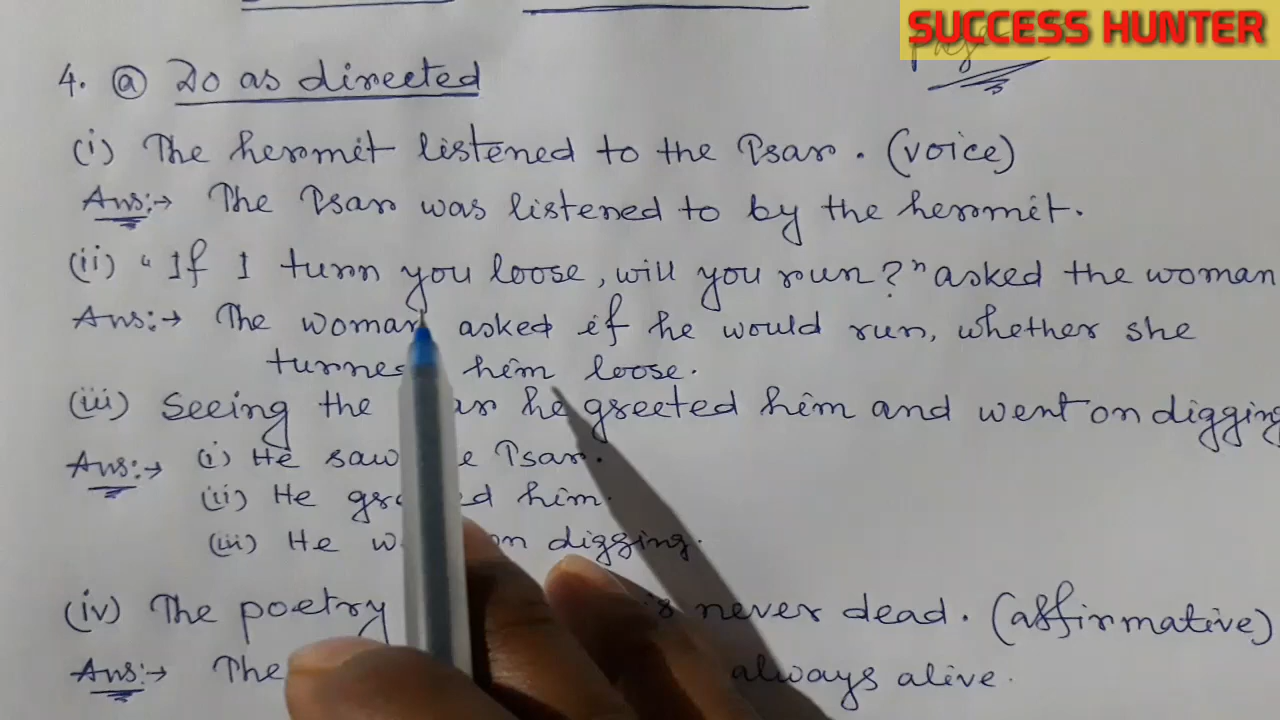 SUCCESS HUNTER
4. (a) Do as directed
(i) The hermit listened to the Tsar. (voice)
Ans:→ The Tsar was listened to by the hermit.
(ii) "If I turn you loose, will you run?" asked the woman
Ans:→ The woman asked if he would run, whether she
turned him loose.
(iii) Seeing the he greeted him and went on digging
Ans:→ (i) He saw Tsar.
(ii) He him.
(iii) He on digging.
(iv) The poetry is never dead. (affirmative)
Ans:→ The always alive.